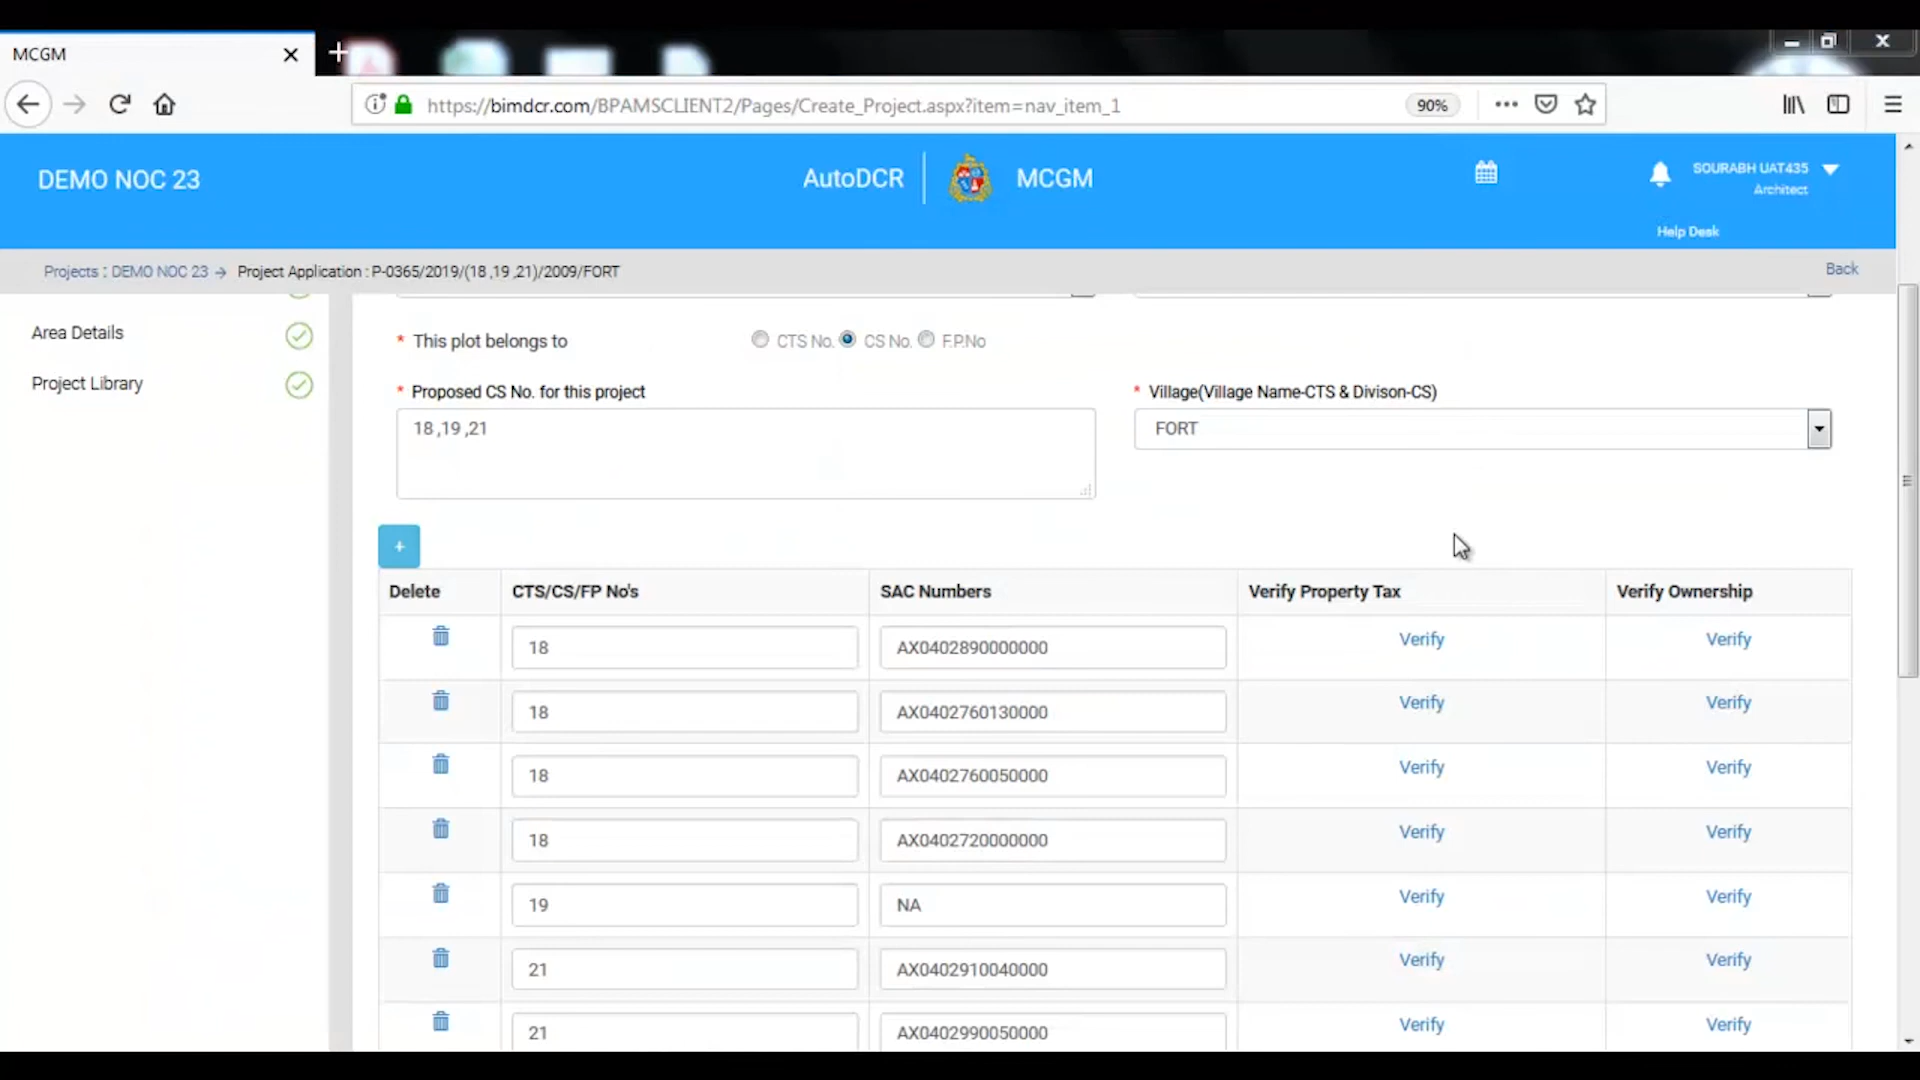 MCGM
https://bimdcr.com/BPAMSCLIENT2/Pages/Create_Project.aspx?item=nav_item_1
90%
DEMO NOC 23
AutoDCR
MCGM
SOURABH UAT435
Architect
Help Desk
Projects : DEMO NOC 23 → Project Application : P-0365/2019/(18 ,19 ,21)/2009/FORT
Back
Area Details
Project Library
* This plot belongs to
CTS No.
CS No.
F.P.No
* Proposed CS No. for this project
* Village(Village Name-CTS & Divison-CS)
18 ,19 ,21
FORT
+
Delete CTS/CS/FP No's SAC Numbers Verify Property Tax Verify Ownership
18 AX0402890000000 Verify Verify
18 AX0402760130000 Verify Verify
18 AX0402760050000 Verify Verify
18 AX0402720000000 Verify Verify
19 NA Verify Verify
21 AX0402910040000 Verify Verify
21 AX0402990050000 Verify Verify